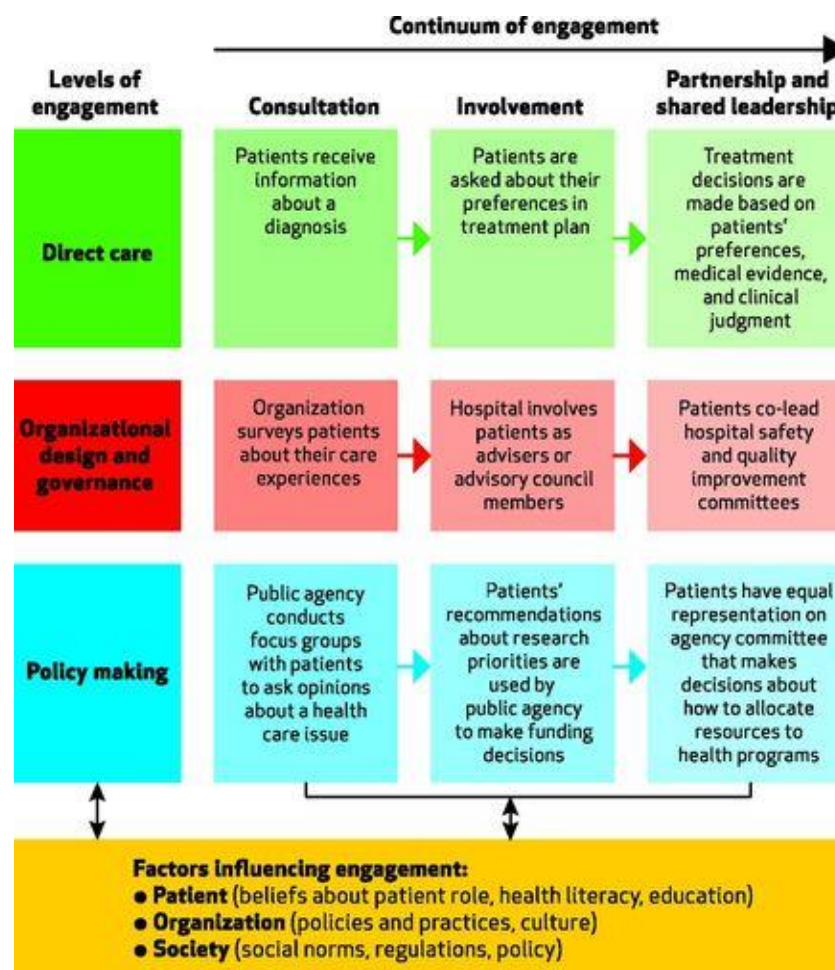 Continuum of engagement
Levels of
engagement
Consultation
Involvement
Partnership and
shared leadership
Direct care
Patients receive
information
about a
diagnosis
Patients are
asked about their
preferences in
treatment plan
Treatment
decisions are
made based on
patients'
preferences,
medical evidence,
and clinical
judgment
Organizational
design and
governance
Organization
surveys patients
about their care
experiences
Hospital involves
patients as
advisers or
advisory council
members
Patients co-lead
hospital safety
and quality
improvement
committees
Policy making
Public agency
conducts
focus groups
with patients
to ask opinions
about a health
care issue
Patients'
recommendations
about research
priorities are
used by
public agency
to make funding
decisions
Patients have equal
representation on
agency committee
that makes
decisions about
how to allocate
resources to
health programs
Factors influencing engagement:
● Patient (beliefs about patient role, health literacy, education)
● Organization (policies and practices, culture)
● Society (social norms, regulations, policy)